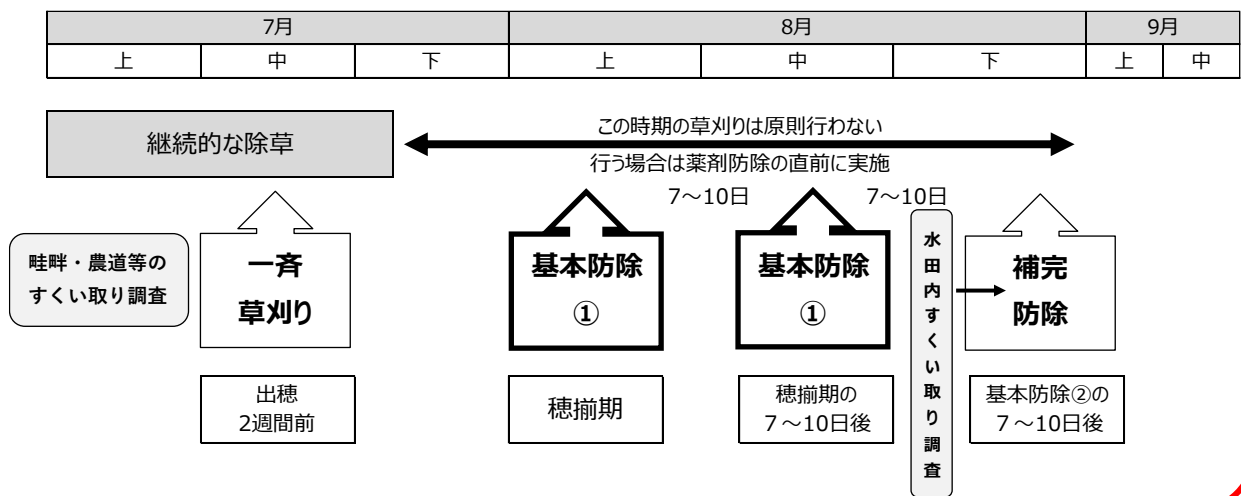 7月 8月 9月
上 中 下 上 中 下 上 中
継続的な除草
この時期の草刈りは原則行わない
行う場合は薬剤防除の直前に実施
7～10日 7～10日
畦畔・農道等の
すくい取り調査
一斉
草刈り
基本防除
①
基本防除
①
水田内すくい取り調査
補完
防除
出穂
2週間前
穂揃期
穂揃期の
7～10日後
基本防除②の
7～10日後